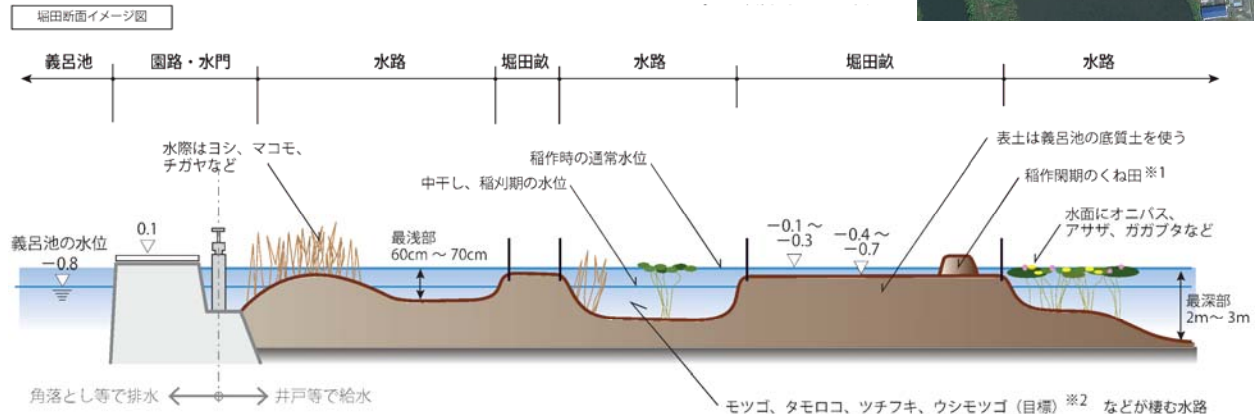 堀田断面イメージ図
義呂池
園路・水門
水路
堀田畝
水路
堀田畝
水路
水際はヨシ、マコモ、
チガヤなど
稲作時の通常水位
中干し、稲刈期の水位
表土は義呂池の底質土を使う
稲作閑期のくね田※1
水面にオニバス、
アサザ、ガガブタなど
義呂池の水位
−0.8
0.1
最浅部
60cm〜70cm
−0.1〜
−0.3
−0.4〜
−0.7
最深部
2m〜3m
角落とし等で排水
井戸等で給水
モツゴ、タモロコ、ツチフキ、ウシモツゴ（目標）※2 などが棲む水路